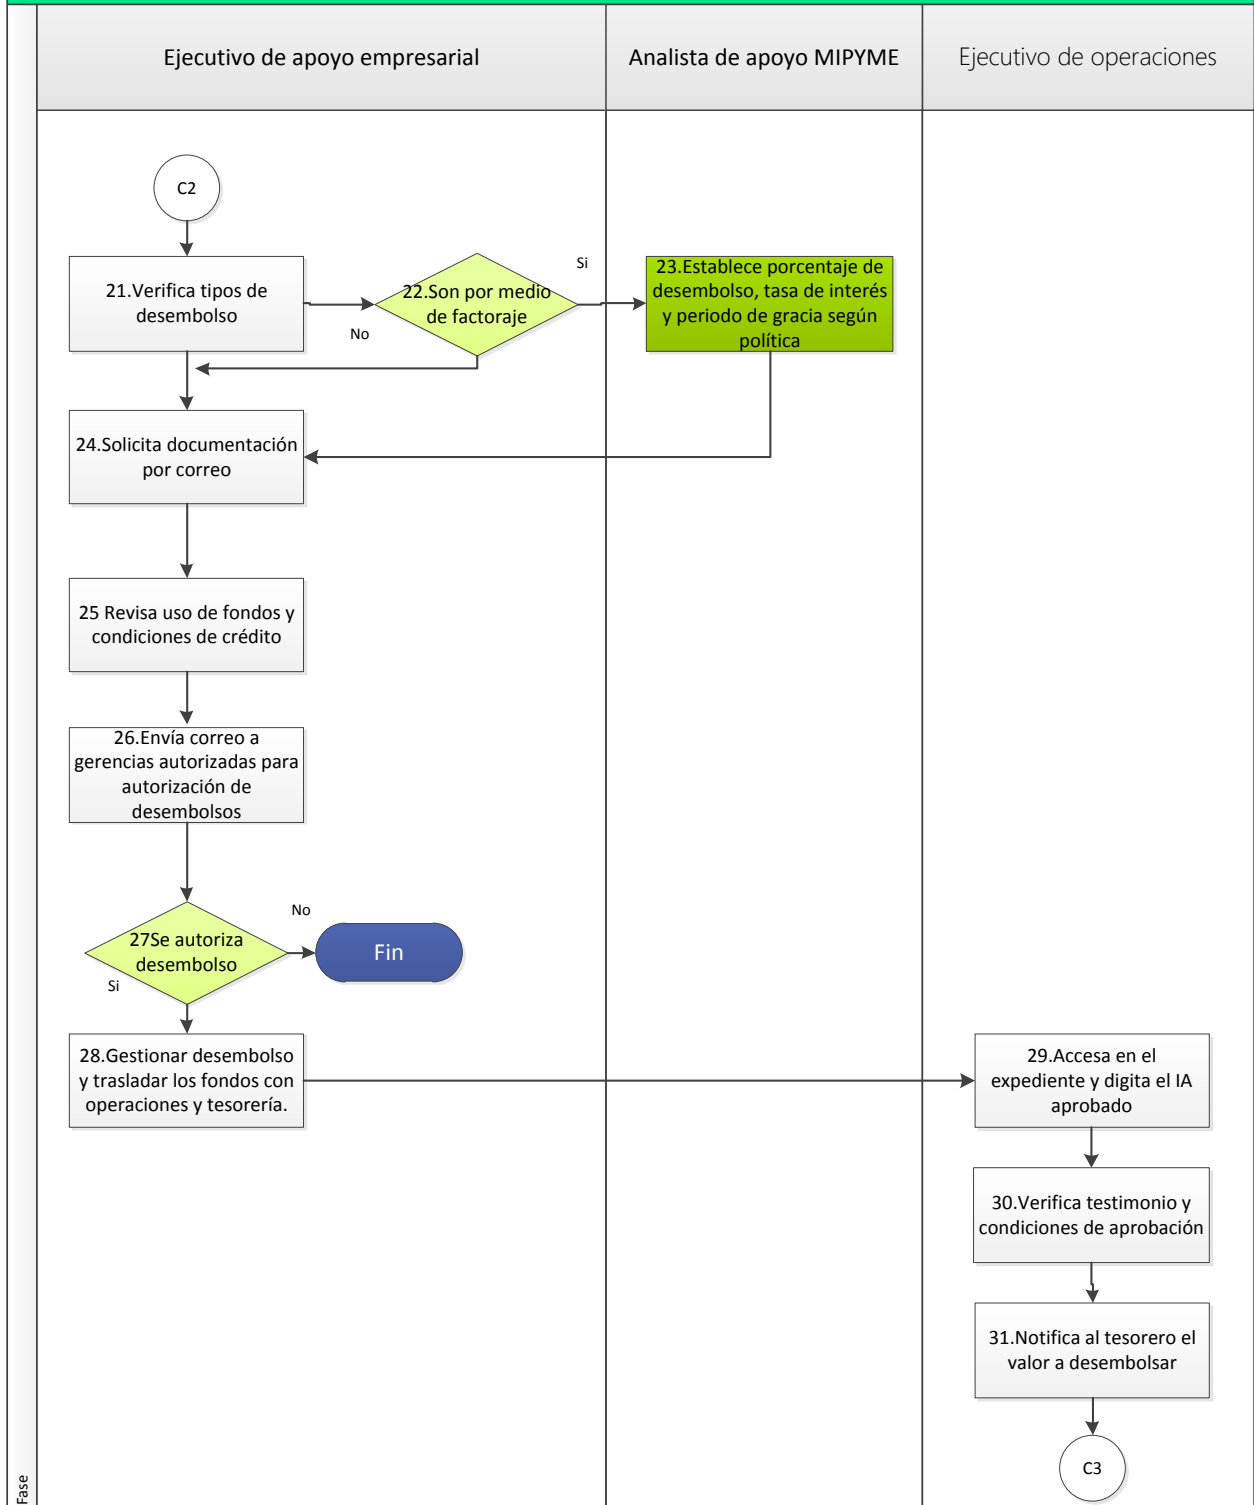 Ejecutivo de apoyo empresarial
Analista de apoyo MIPYME
Ejecutivo de operaciones
C2
21.Verifica tipos de
desembolso
22.Son por medio
de factoraje
Si
No
23.Establece porcentaje de
desembolso, tasa de interés
y periodo de gracia según
política
24.Solicita documentación
por correo
25 Revisa uso de fondos y
condiciones de crédito
26.Envía correo a
gerencias autorizadas para
autorización de
desembolsos
27Se autoriza
desembolso
No
Si
Fin
28.Gestionar desembolso
y trasladar los fondos con
operaciones y tesorería.
29.Accesa en el
expediente y digita el IA
aprobado
30.Verifica testimonio y
condiciones de aprobación
31.Notifica al tesorero el
valor a desembolsar
C3
Fase